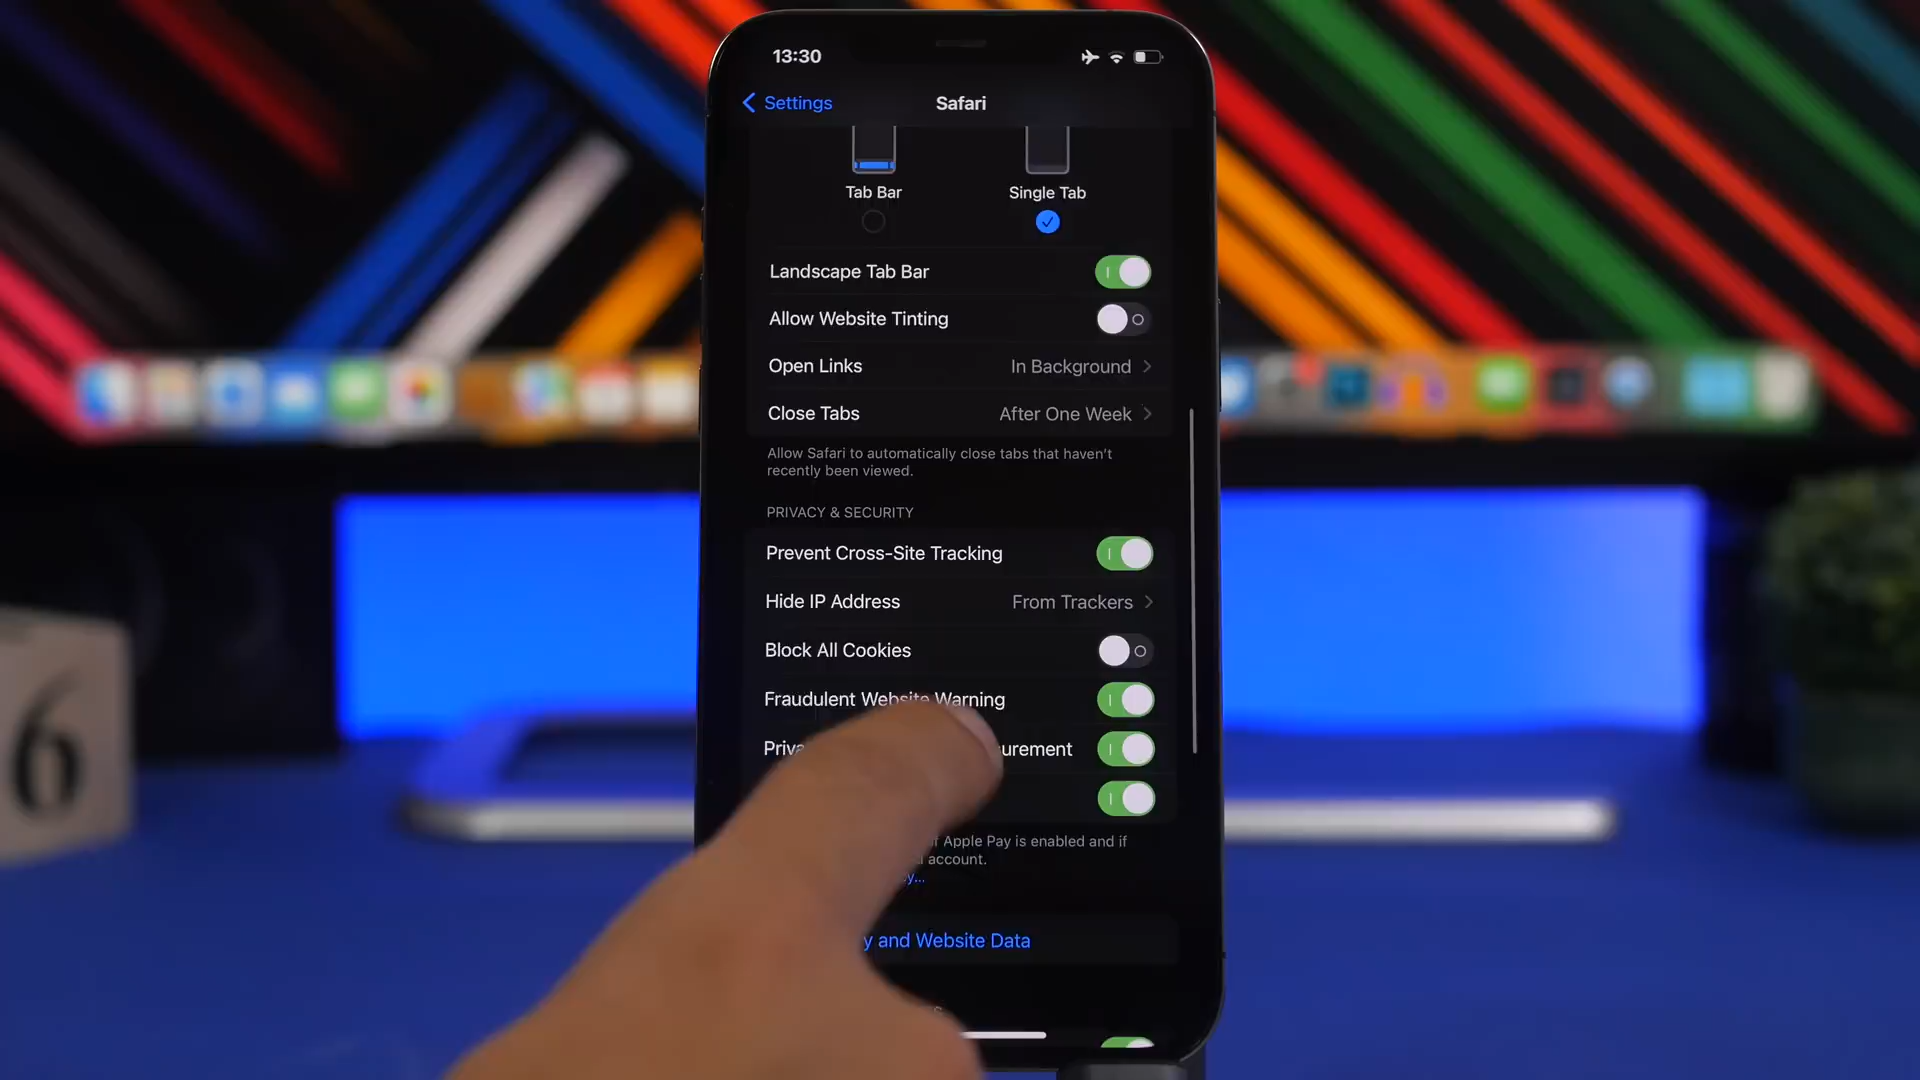 13:30
Settings
Safari
Tab Bar
Single Tab
Landscape Tab Bar
Allow Website Tinting
Open Links
In Background
Close Tabs
After One Week
Allow Safari to automatically close tabs that haven't
recently been viewed.
PRIVACY & SECURITY
Prevent Cross-Site Tracking
Hide IP Address
From Trackers
Block All Cookies
Fraudulent Website Warning
Priva
urement
Apple Pay is enabled and if
account.
y...
y and Website Data
6